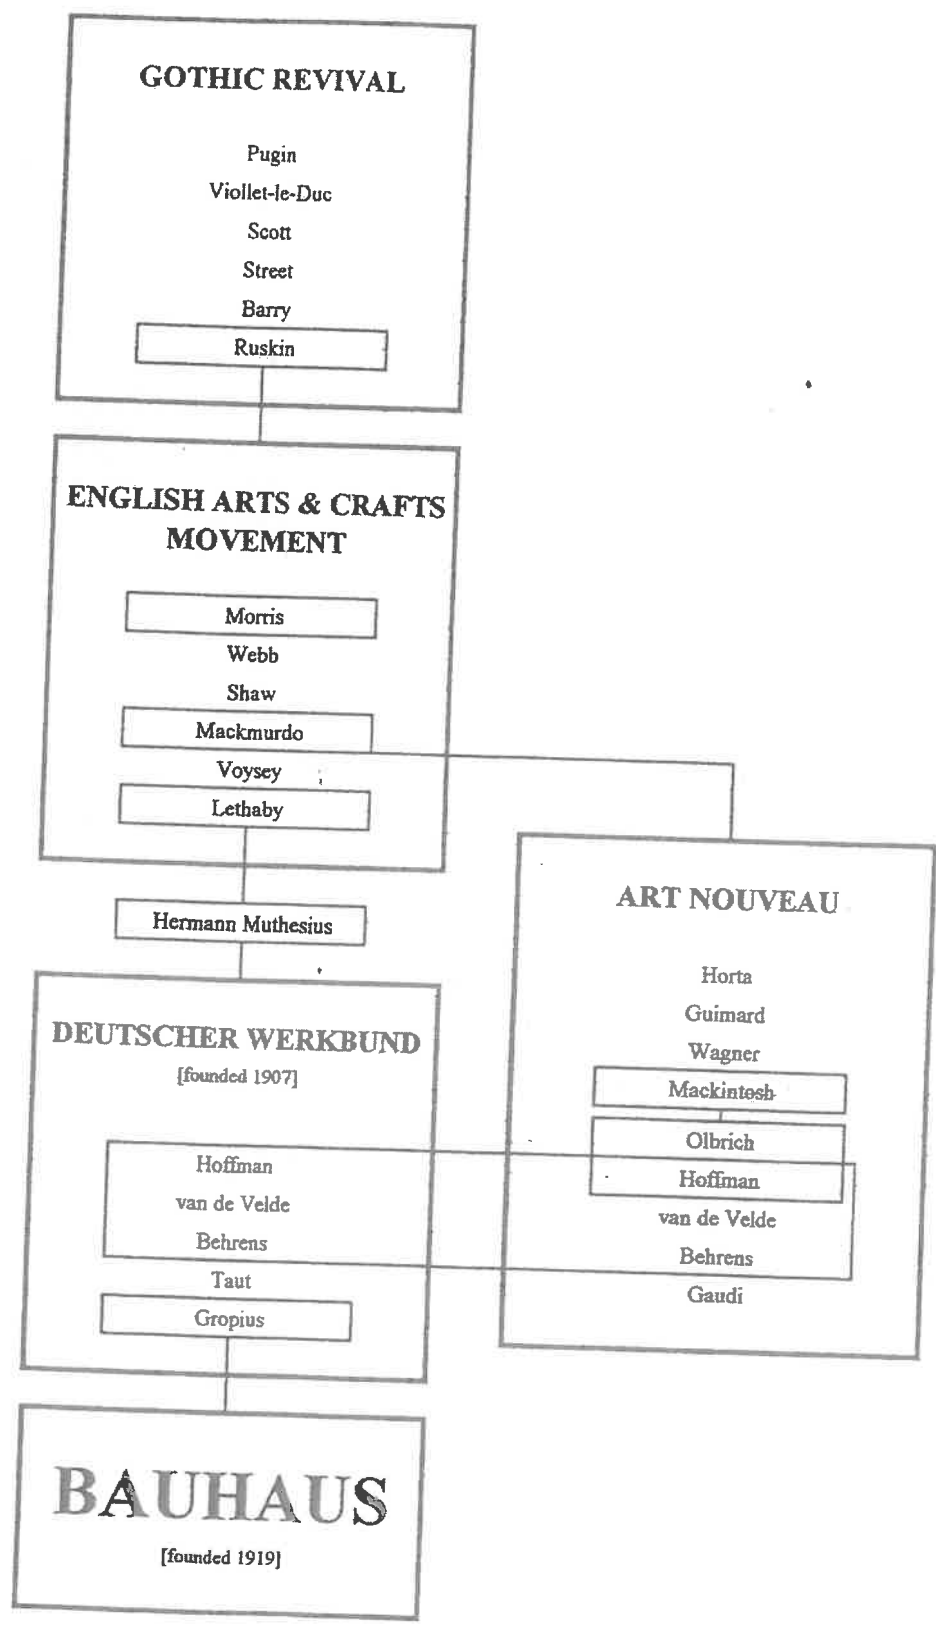 GOTHIC REVIVAL
Pugin
Viollet-le-Duc
Scott
Street
Barry
Ruskin
ENGLISH ARTS & CRAFTS
MOVEMENT
Morris
Webb
Shaw
Mackmurdo
Voysey
Lethaby
Hermann Muthesius
DEUTSCHER WERKBUND
[founded 1907]
Hoffman
van de Velde
Behrens
Taut
Gropius
ART NOUVEAU
Horta
Guimard
Wagner
Mackintosh
Olbrich
Hoffman
van de Velde
Behrens
Gaudi
BAUHAUS
[founded 1919]